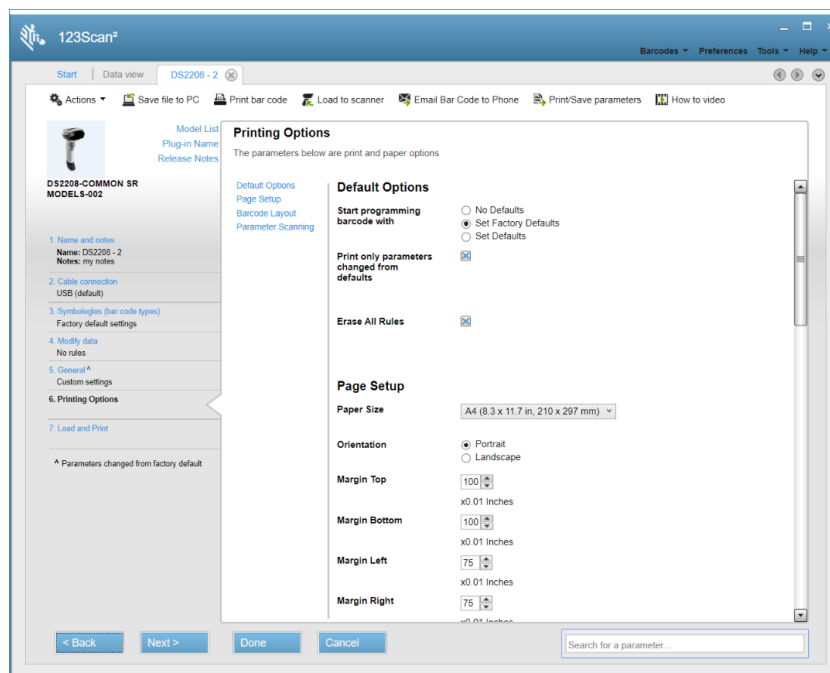 123Scan²
Barcodes Preferences Tools Help
Start Data view DS2208 - 2
Actions Save file to PC Print bar code Load to scanner Email Bar Code to Phone Print/Save parameters How to video
Model List
Plug-in Name
Release Notes
DS2208-COMMON SR
MODELS-002
1. Name and notes
Name: DS2208 - 2
Notes: my notes
2. Cable connection
USB (default)
3. Symbologies (bar code types)
Factory default settings
4. Modify data
No rules
5. General ^
Custom settings
6. Printing Options
7. Load and Print
^ Parameters changed from factory default
Printing Options
The parameters below are print and paper options
Default Options
Page Setup
Barcode Layout
Parameter Scanning
Default Options
Start programming
barcode with
No Defaults
Set Factory Defaults
Set Defaults
Print only parameters
changed from
defaults
Erase All Rules
Page Setup
Paper Size
A4 (8.3 x 11.7 in, 210 x 297 mm)
Orientation
Portrait
Landscape
Margin Top
100
x0.01 Inches
Margin Bottom
100
x0.01 Inches
Margin Left
75
x0.01 Inches
Margin Right
75
x0.01 Inches
< Back Next > Done Cancel
Search for a parameter...